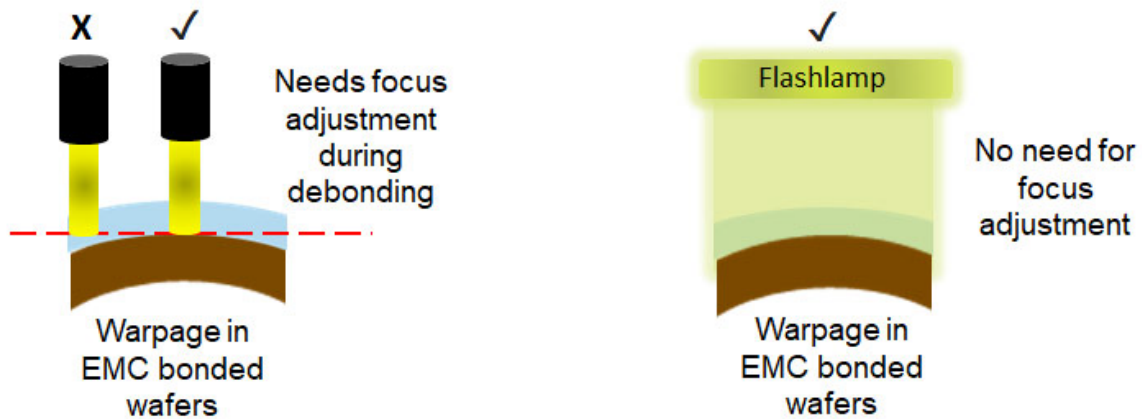 X ✓
Needs focus
adjustment
during
debonding
Warpage in
EMC bonded
wafers
✓
Flashlamp
No need for
focus
adjustment
Warpage in
EMC bonded
wafers